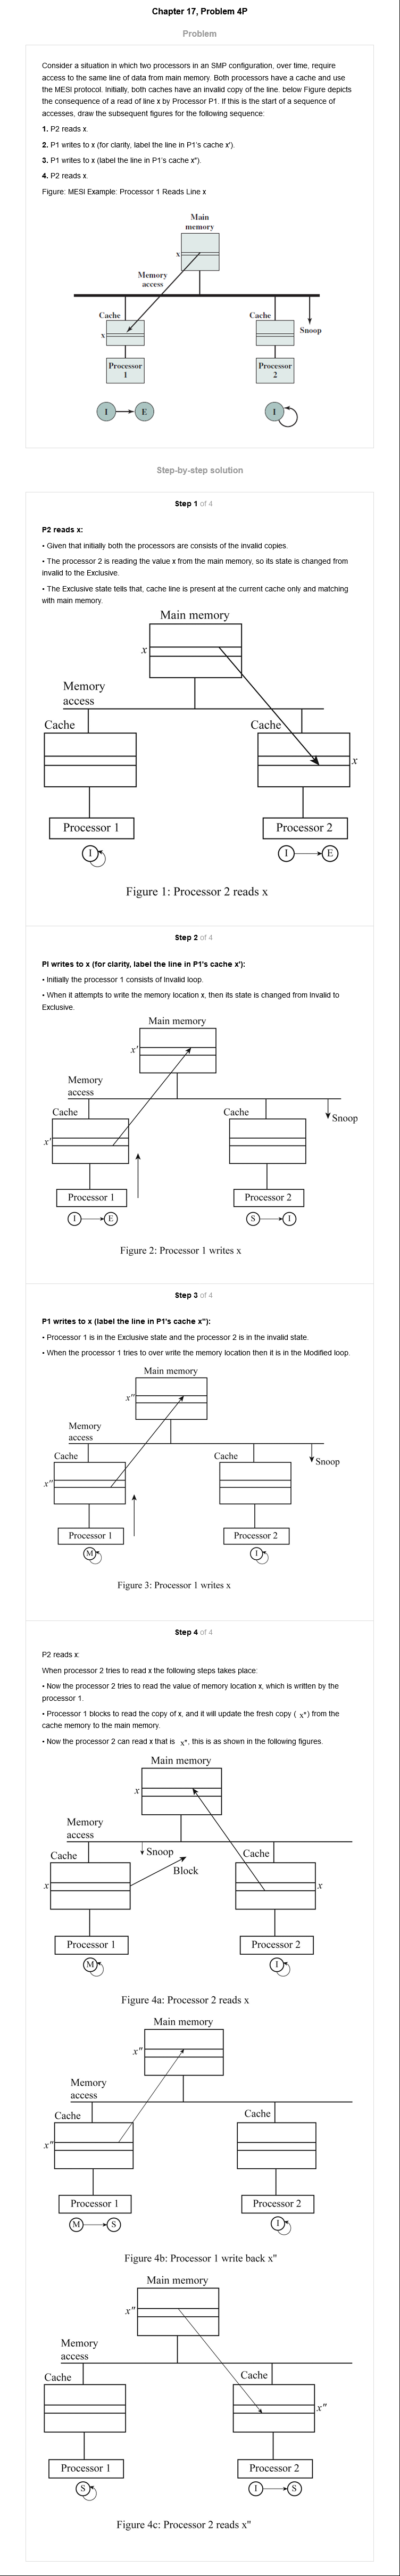 Chapter 17, Problem 4P
Problem
Consider a situation in which two processors in an SMP configuration, over time, require
access to the same line of data from main memory. Both processors have a cache and use
the MESI protocol. Initially, both caches have an invalid copy of the line. below Figure depicts
the consequence of a read of line x by Processor P1. If this is the start of a sequence of
accesses, draw the subsequent figures for the following sequence:
1. P2 reads x.
2. P1 writes to x (for clarity, label the line in P1's cache x').
3. P1 writes to x (label the line in P1's cache x").
4. P2 reads x.
Figure: MESI Example: Processor 1 Reads Line x
Main
memory
x
Memory
access
Cache
Cache
Snoop
x
Processor
1
Processor
2
I
E
I
Step-by-step solution
Step 1 of 4
P2 reads x:
• Given that initially both the processors are consists of the invalid copies.
• The processor 2 is reading the value x from the main memory, so its state is changed from
invalid to the Exclusive.
• The Exclusive state tells that, cache line is present at the current cache only and matching
with main memory.
Main memory
x
Memory
access
Cache
Cache
x
Processor 1
Processor 2
I
I
E
Figure 1: Processor 2 reads x
Step 2 of 4
PI writes to x (for clarity, label the line in P1's cache x'):
• Initially the processor 1 consists of Invalid loop.
• When it attempts to write the memory location x, then its state is changed from Invalid to
Exclusive.
Main memory
x'
Memory
access
Cache
Cache
Snoop
x'
Processor 1
Processor 2
I
E
S
I
Figure 2: Processor 1 writes x
Step 3 of 4
P1 writes to x (label the line in P1's cache x"):
• Processor 1 is in the Exclusive state and the processor 2 is in the invalid state.
• When the processor 1 tries to over write the memory location then it is in the Modified loop.
Main memory
x"
Memory
access
Cache
Cache
Snoop
x"
Processor 1
Processor 2
M
I
Figure 3: Processor 1 writes x
Step 4 of 4
P2 reads x:
When processor 2 tries to read x the following steps takes place:
• Now the processor 2 tries to read the value of memory location x, which is written by the
processor 1.
• Processor 1 blocks to read the copy of x, and it will update the fresh copy ( x" ) from the
cache memory to the main memory.
• Now the processor 2 can read x that is x", this is as shown in the following figures.
Main memory
x
Memory
access
Snoop
Cache
Cache
Block
x
x
Processor 1
Processor 2
M
I
Figure 4a: Processor 2 reads x
Main memory
x"
Memory
access
Cache
Cache
x"
Processor 1
Processor 2
M
S
I
Figure 4b: Processor 1 write back x"
Main memory
x"
Memory
access
Cache
Cache
x"
Processor 1
Processor 2
S
I
S
Figure 4c: Processor 2 reads x"